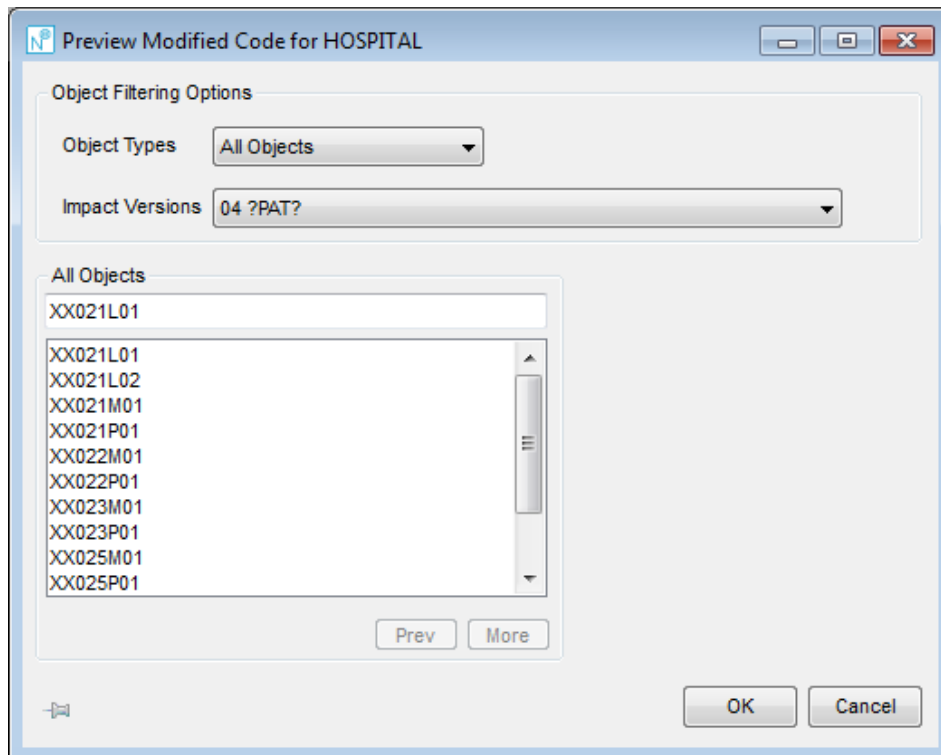 Preview Modified Code for HOSPITAL
Object Filtering Options
Object Types All Objects
Impact Versions 04 ?PAT?
All Objects
XX021L01
XX021L01
XX021L02
XX021M01
XX021P01
XX022M01
XX022P01
XX023M01
XX023P01
XX025M01
XX025P01
Prev More
OK Cancel